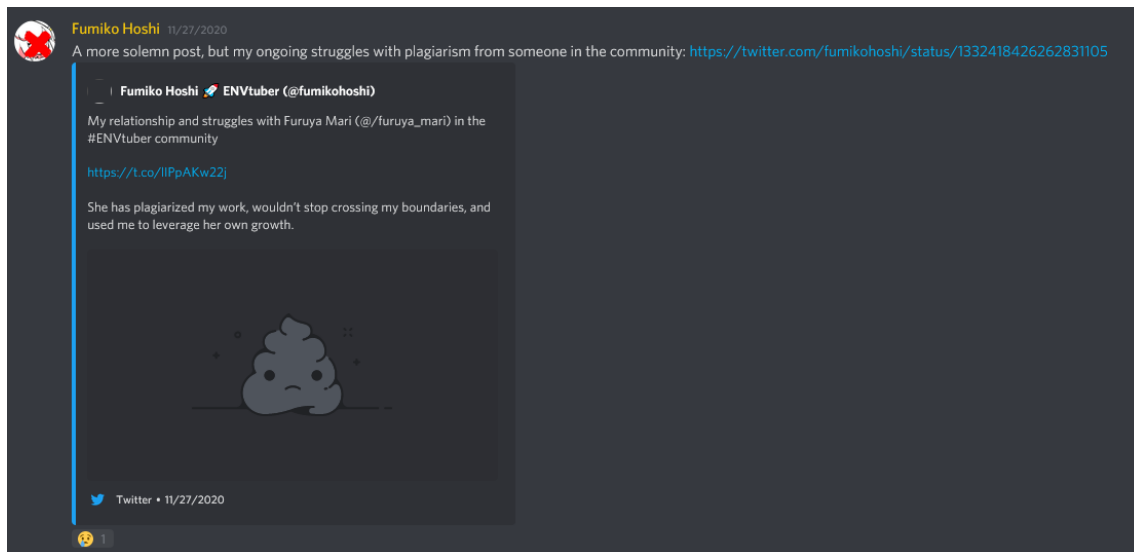 Fumiko Hoshi 11/27/2020
A more solemn post, but my ongoing struggles with plagiarism from someone in the community: https://twitter.com/fumikohoshi/status/1332418426262831105
Fumiko Hoshi 🚀 ENVtuber (@fumikohoshi)
My relationship and struggles with Furuya Mari (@/furuya_mari) in the
#ENVtuber community
https://t.co/lIPpAKw22j
She has plagiarized my work, wouldn't stop crossing my boundaries, and
used me to leverage her own growth.
Twitter • 11/27/2020
😢 1